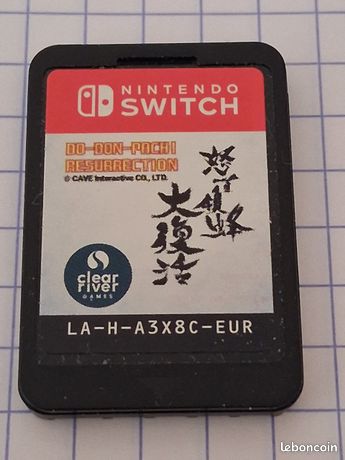 NINTENDO
SWITCH
DO-DON-PACHI
RESURRECTION
© CAVE Interactive CO., LTD.
怒首領蜂
大復活
clear
river
GAMES
LA-H-A3X8C-EUR
leboncoin